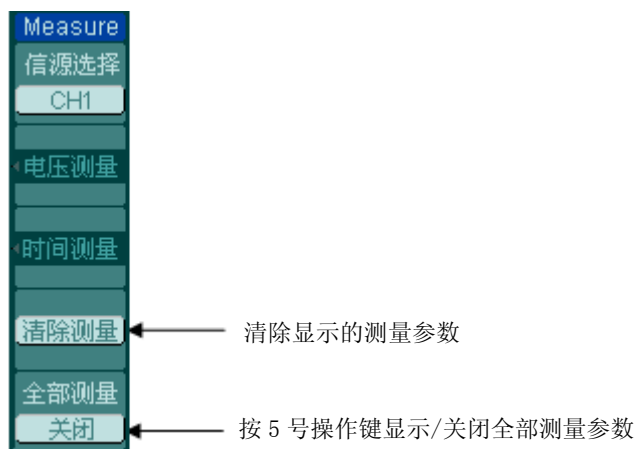 Measure
信源选择
CH1
电压测量
时间测量
清除测量
清除显示的测量参数
全部测量
关闭
按 5 号操作键显示/关闭全部测量参数